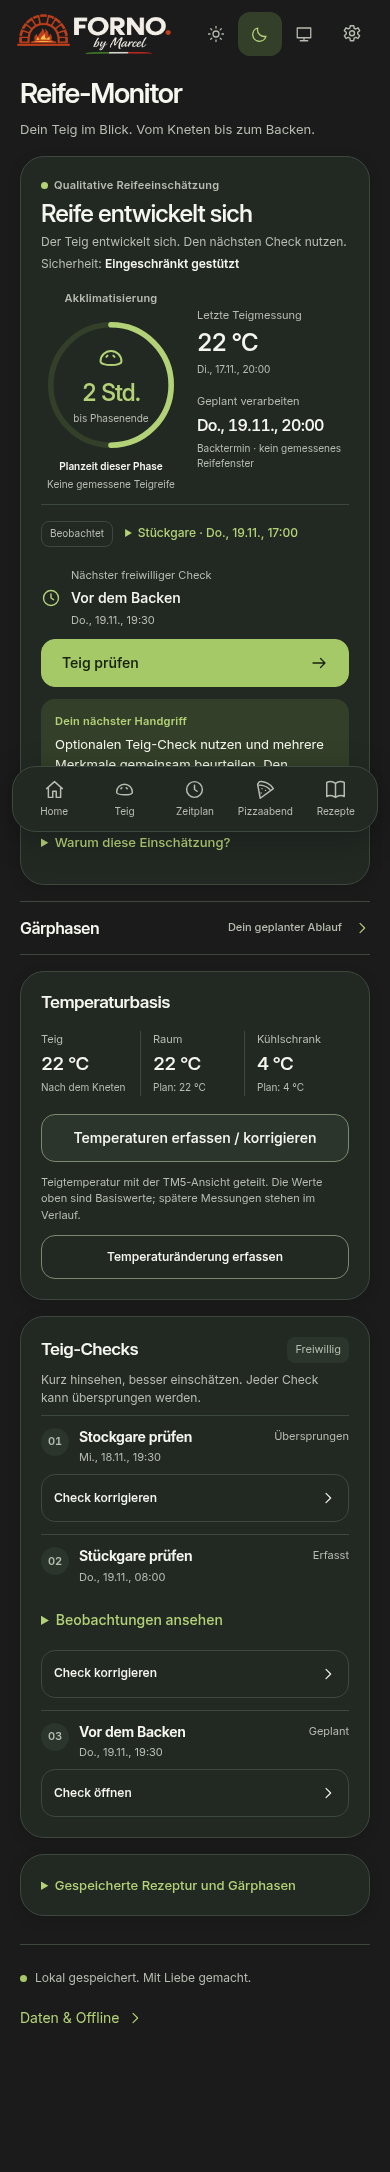 FORNO.
by Marcel
Reife-Monitor
Dein Teig im Blick. Vom Kneten bis zum Backen.
Qualitative Reifeeinschätzung
Reife entwickelt sich
Der Teig entwickelt sich. Den nächsten Check nutzen.
Sicherheit: Eingeschränkt gestützt
Akklimatisierung
2 Std.
bis Phasenende
Planzeit dieser Phase
Keine gemessene Teigreife
Letzte Teigmessung
22 °C
Di., 17.11., 20:00
Geplant verarbeiten
Do., 19.11., 20:00
Backtermin · kein gemessenes
Reifefenster
Beobachtet
Stückgare · Do., 19.11., 17:00
Nächster freiwilliger Check
Vor dem Backen
Do., 19.11., 19:30
Teig prüfen
Dein nächster Handgriff
Optionalen Teig-Check nutzen und mehrere
Merkmale gemeinsam beurteilen. Den
Home
Teig
Zeitplan
Pizzaabend
Rezepte
Warum diese Einschätzung?
Gärphasen
Dein geplanter Ablauf
Temperaturbasis
Teig
22 °C
Nach dem Kneten
Raum
22 °C
Plan: 22 °C
Kühlschrank
4 °C
Plan: 4 °C
Temperaturen erfassen / korrigieren
Teigtemperatur mit der TM5-Ansicht geteilt. Die Werte
oben sind Basiswerte; spätere Messungen stehen im
Verlauf.
Temperaturänderung erfassen
Teig-Checks
Freiwillig
Kurz hinsehen, besser einschätzen. Jeder Check
kann übersprungen werden.
01
Stockgare prüfen
Übersprungen
Mi., 18.11., 19:30
Check korrigieren
02
Stückgare prüfen
Erfasst
Do., 19.11., 08:00
Beobachtungen ansehen
Check korrigieren
03
Vor dem Backen
Geplant
Do., 19.11., 19:30
Check öffnen
Gespeicherte Rezeptur und Gärphasen
Lokal gespeichert. Mit Liebe gemacht.
Daten & Offline